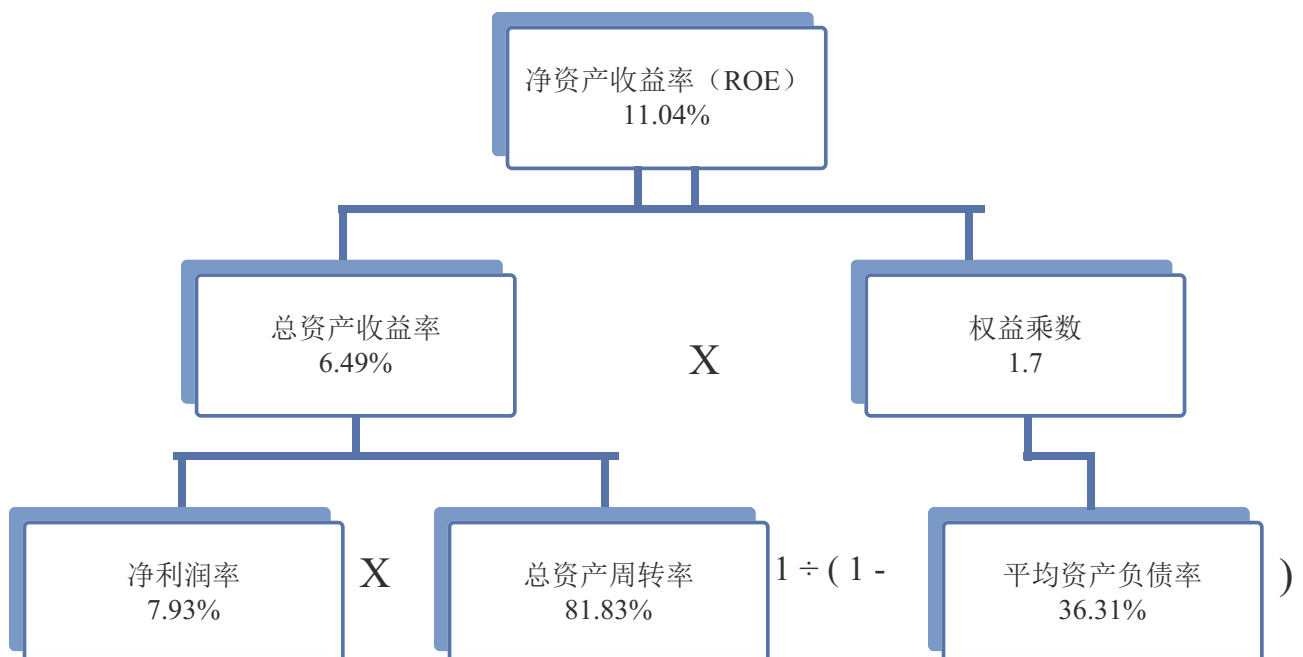 净资产收益率（ROE）
11.04%
总资产收益率
6.49%
X
权益乘数
1.7
净利润率
7.93%
X
总资产周转率
81.83%
1 ÷ ( 1 -
平均资产负债率
36.31%
)